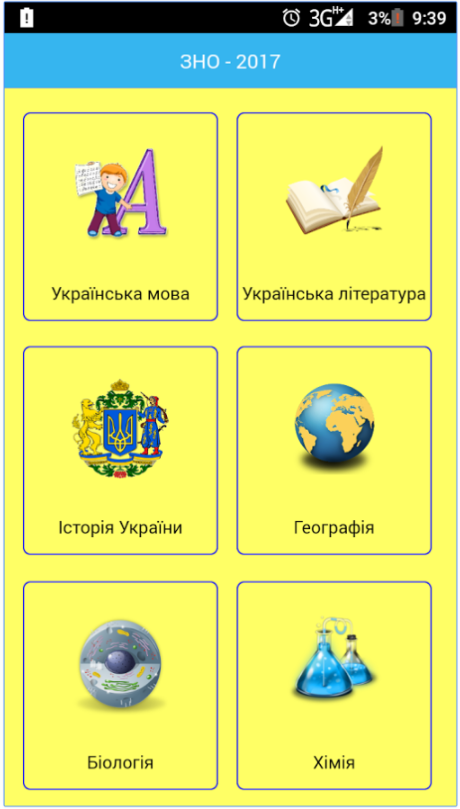 3G H+ 3% 9:39
ЗНО - 2017
А
Українська мова
Українська література
Історія України
Географія
Біологія
Хімія